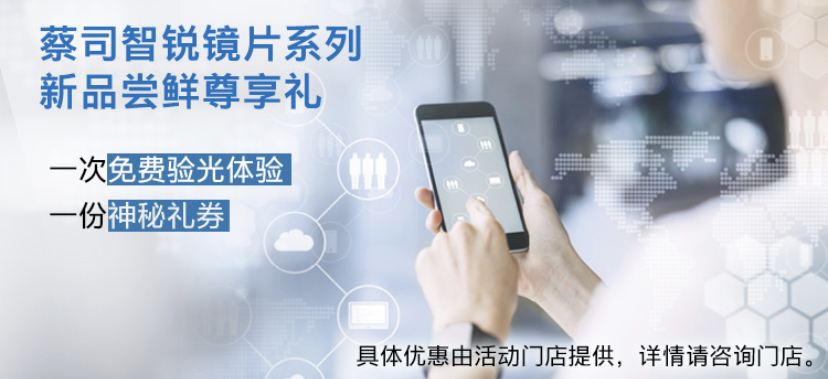 蔡司智锐镜片系列
新品尝鲜尊享礼
一次免费验光体验
一份神秘礼券
具体优惠由活动门店提供，详情请咨询门店。